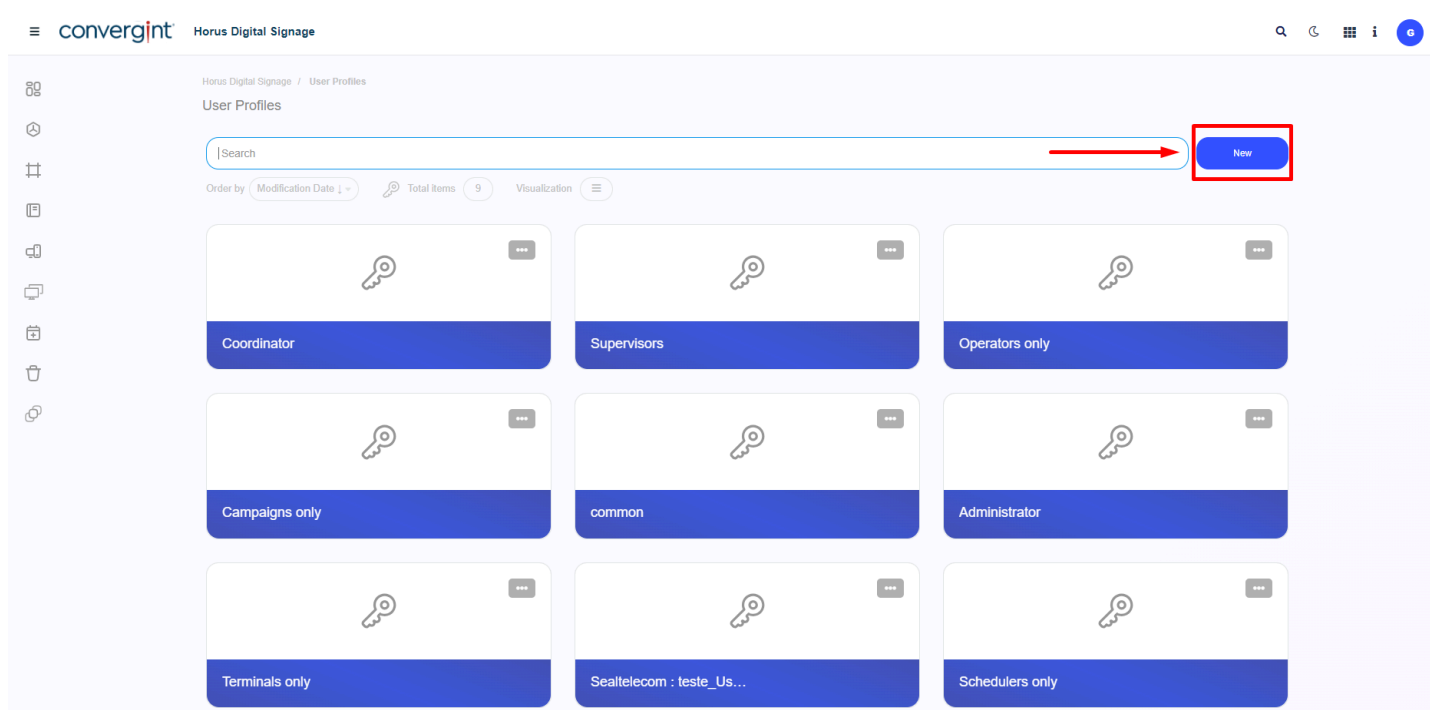 convergint Horus Digital Signage i G
Horus Digital Signage / User Profiles
User Profiles
Search New
Order by Modification Date ↓ Total items 9 Visualization
Coordinator Supervisors Operators only
Campaigns only common Administrator
Terminals only Sealtelecom : teste_Us... Schedulers only